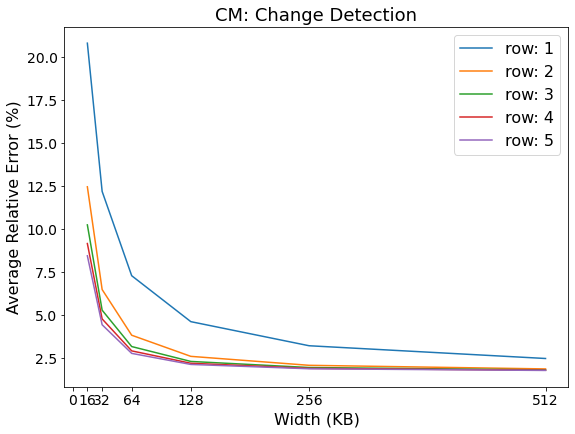 CM: Change Detection
row: 1
row: 2
row: 3
row: 4
row: 5
Average Relative Error (%)
20.0
17.5
15.0
12.5
10.0
7.5
5.0
2.5
0 16 32 64 128 256 512
Width (KB)